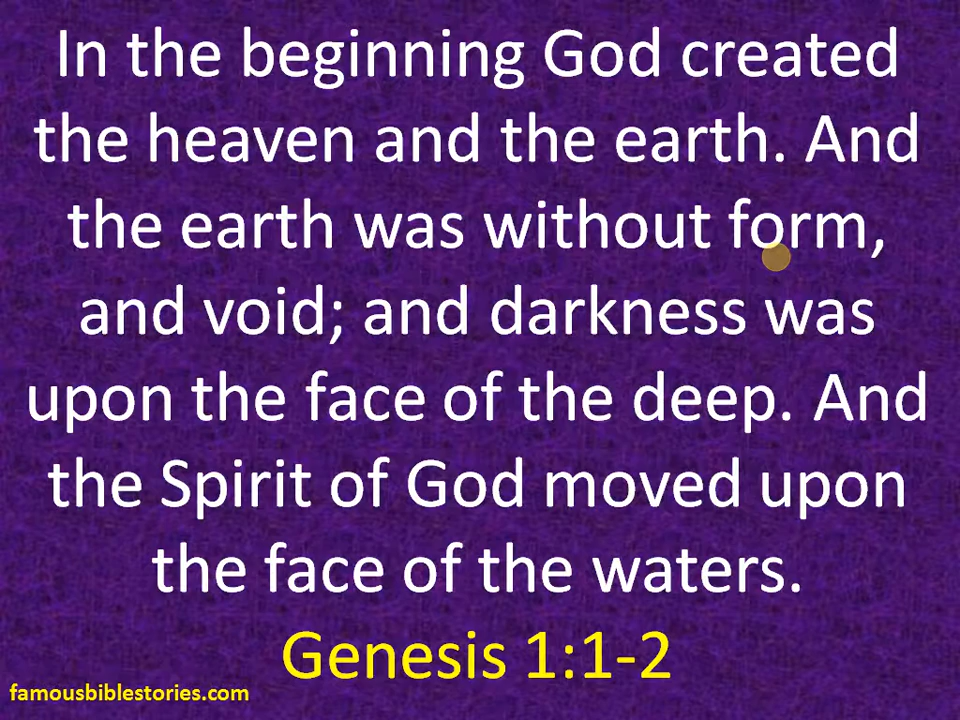 In the beginning God created
the heaven and the earth. And
the earth was without form,
and void; and darkness was
upon the face of the deep. And
the Spirit of God moved upon
the face of the waters.
Genesis 1:1-2
famousbiblestories.com